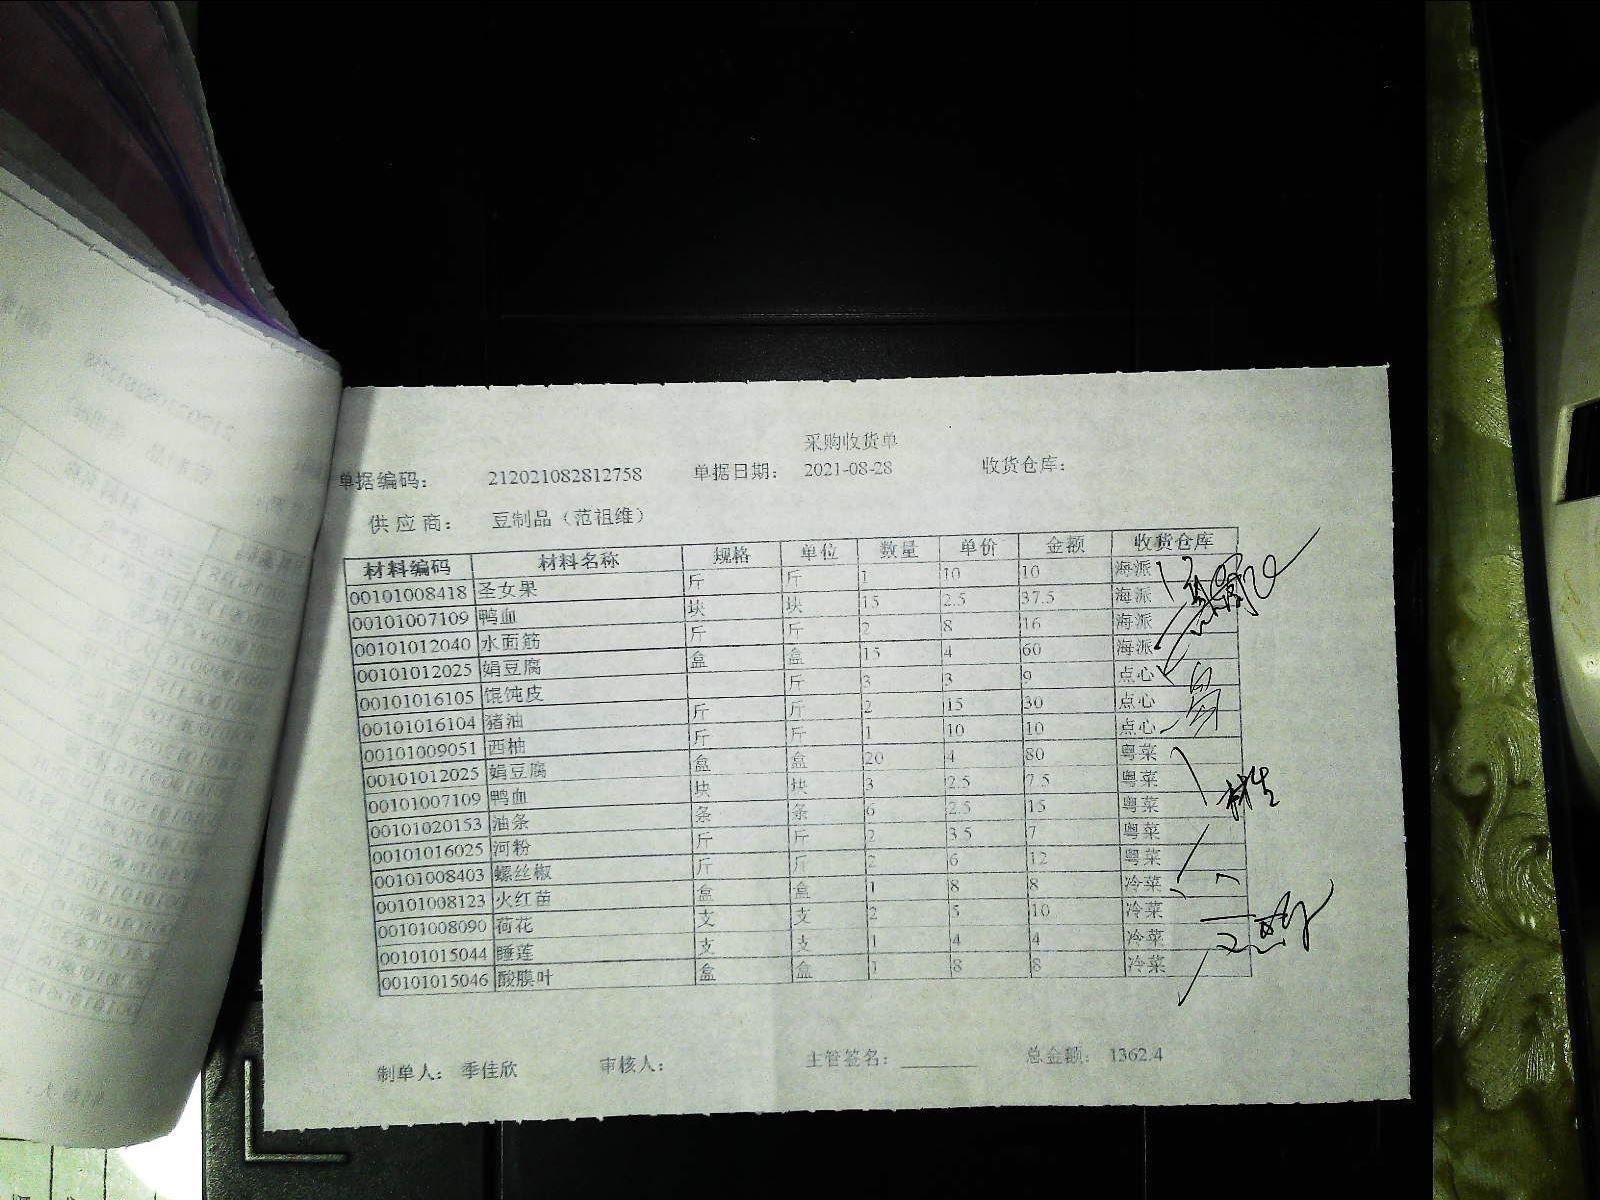 采购收货单
单据编码： 212021082812758 单据日期： 2021-08-28 收货仓库：
供应商： 豆制品（范祖维）
材料编码 材料名称 规格 单位 数量 单价 金额 收货仓库
00101008418 圣女果 斤 斤 1 10 10 海派
00101007109 鸭血 块 块 15 2.5 37.5 海派
00101012040 水面筋 斤 斤 2 8 16 海派
00101012025 娟豆腐 盒 盒 15 4 60 海派
00101016105 馄饨皮 斤 3 3 9 点心
00101016104 猪油 斤 斤 2 15 30 点心
00101009051 西柚 斤 斤 1 10 10 点心
00101012025 娟豆腐 盒 盒 20 4 80 粤菜
00101007109 鸭血 块 块 3 2.5 7.5 粤菜
00101020153 油条 条 条 6 2.5 15 粤菜
00101016025 河粉 斤 斤 2 3.5 7 粤菜
00101008403 螺丝椒 斤 斤 2 6 12 粤菜
00101008123 火红苗 盒 盒 1 8 8 冷菜
00101008090 荷花 支 支 2 5 10 冷菜
00101015044 睡莲 支 支 1 4 4 冷菜
00101015046 酸膜叶 盒 盒 1 8 8 冷菜
制单人： 季佳欣 审核人： 主管签名： 总金额： 1362.4